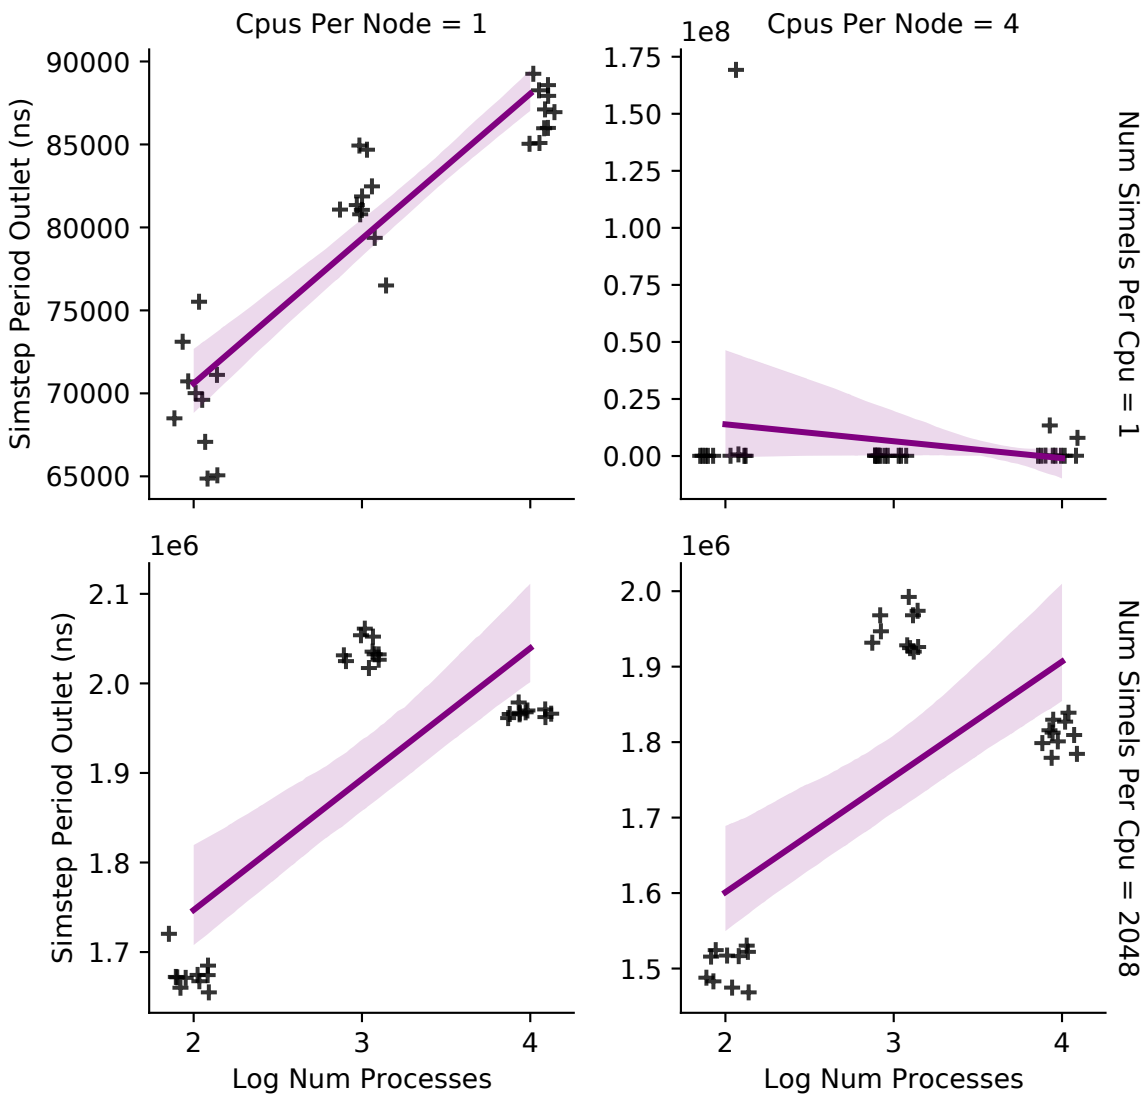 Cpus Per Node = 1
Cpus Per Node = 4
1e8
Simstep Period Outlet (ns)
90000
85000
80000
75000
70000
65000
1.75
1.50
1.25
1.00
0.75
0.50
0.25
0.00
Num Simels Per Cpu = 1
1e6
1e6
Simstep Period Outlet (ns)
2.1
2.0
1.9
1.8
1.7
2.0
1.9
1.8
1.7
1.6
1.5
Num Simels Per Cpu = 2048
2 3 4
2 3 4
Log Num Processes
Log Num Processes